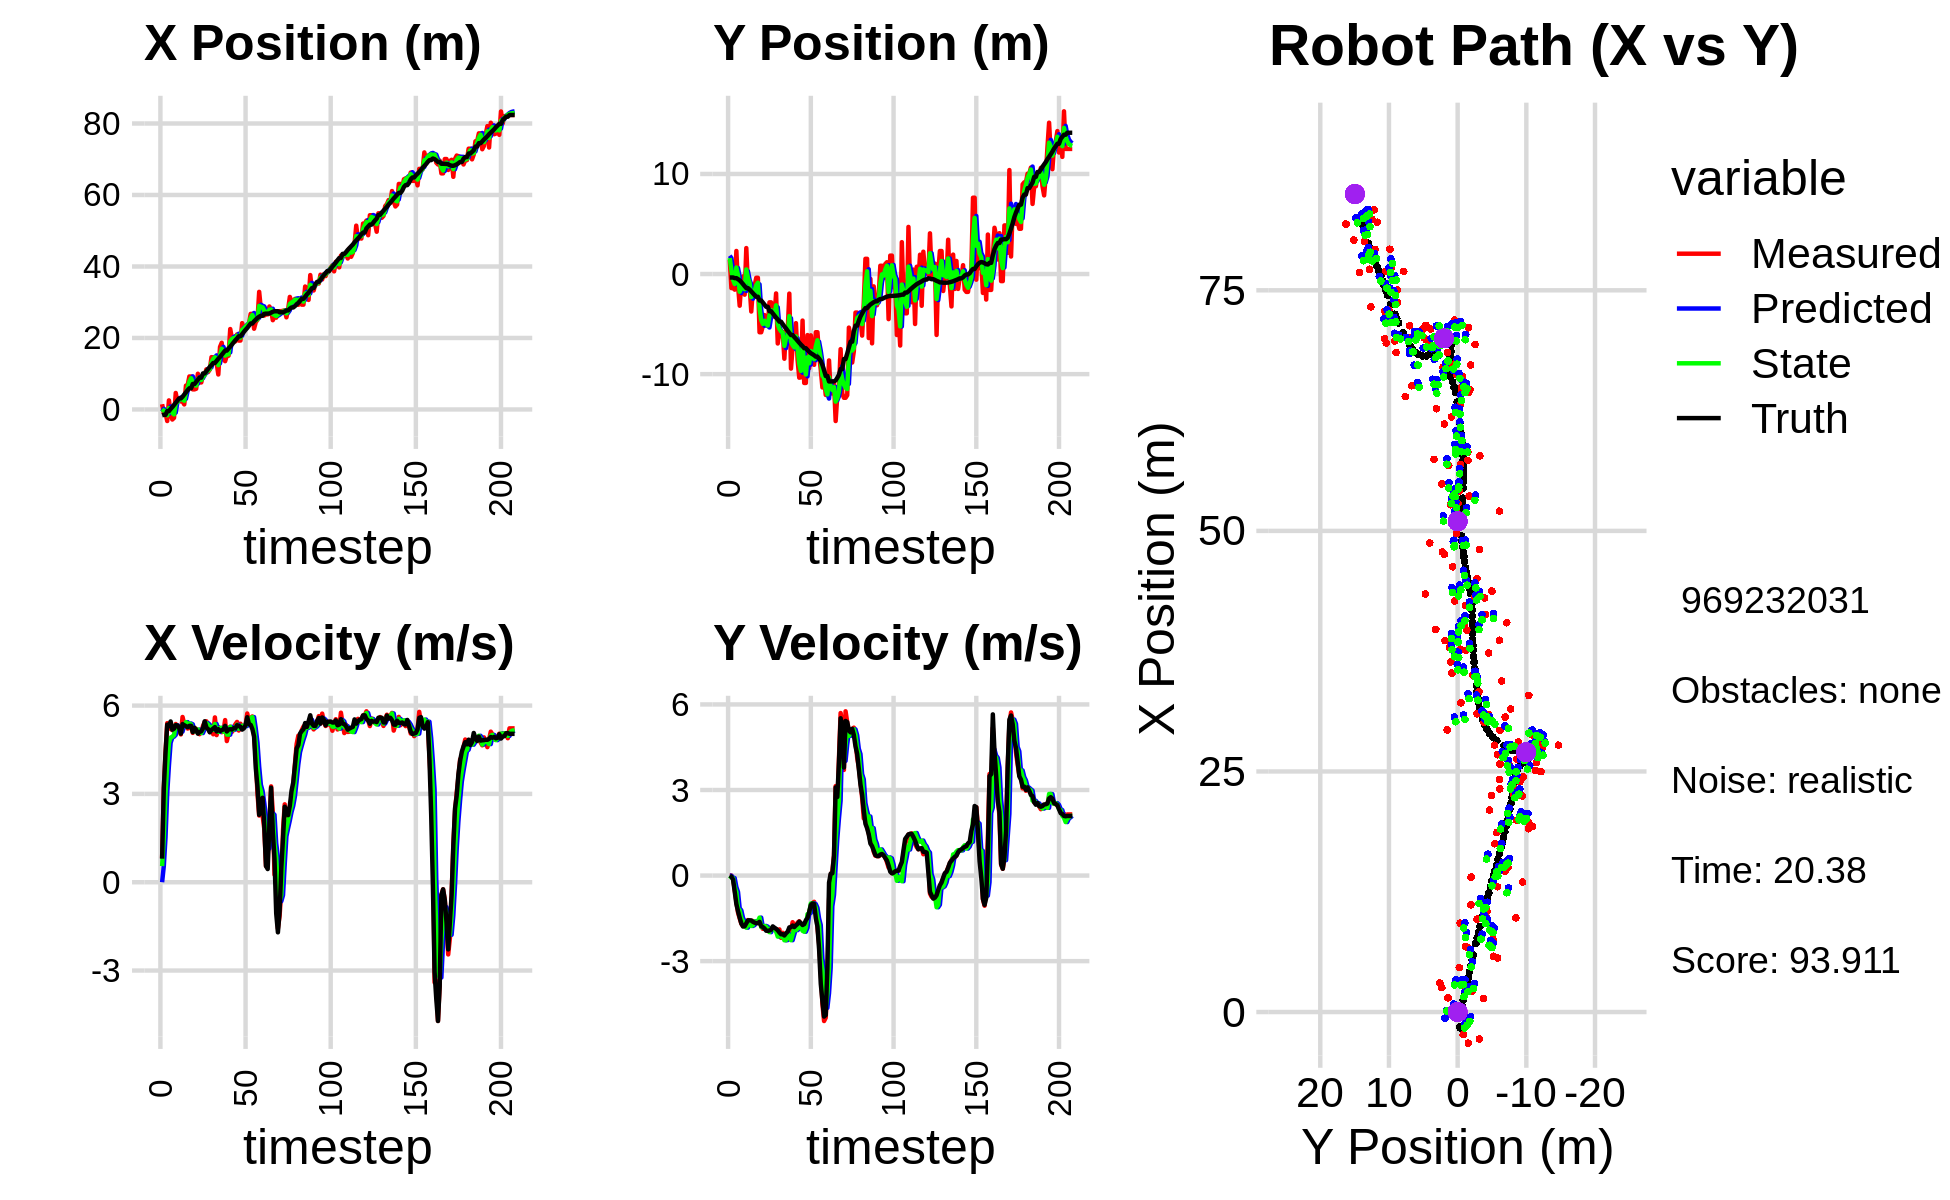 X Position (m)
80
60
40
20
0
0
50
100
150
200
timestep
Y Position (m)
10
0
-10
0
50
100
150
200
timestep
X Velocity (m/s)
6
3
0
-3
0
50
100
150
200
timestep
Y Velocity (m/s)
6
3
0
-3
0
50
100
150
200
timestep
Robot Path (X vs Y)
X Position (m)
75
50
25
0
20 10 0 -10 -20
Y Position (m)
variable
Measured
Predicted
State
Truth
969232031
Obstacles: none
Noise: realistic
Time: 20.38
Score: 93.911